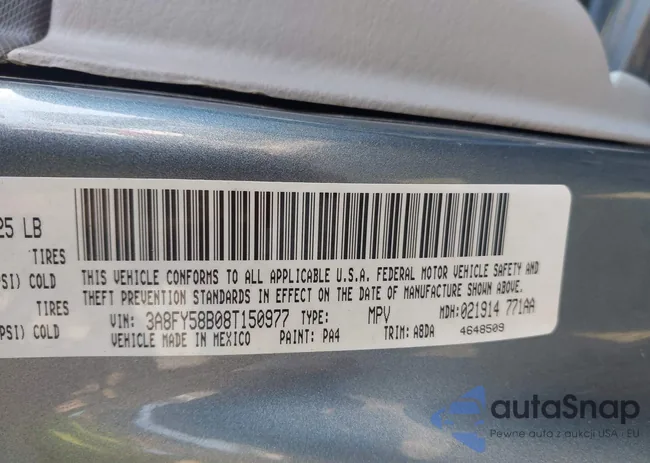 25 LB
TIRES
PSI) COLD
TIRES
PSI) COLD
THIS VEHICLE CONFORMS TO ALL APPLICABLE U.S.A. FEDERAL MOTOR VEHICLE SAFETY AND
THEFT PREVENTION STANDARDS IN EFFECT ON THE DATE OF MANUFACTURE SHOWN ABOVE.
VIN: 3A8FY58B08T150977 TYPE: MPV MDH: 021914 771AA
VEHICLE MADE IN MEXICO PAINT: PA4 TRIM: A8DA 4648509
autaSnap
Pewne auta z aukcji USA - EU